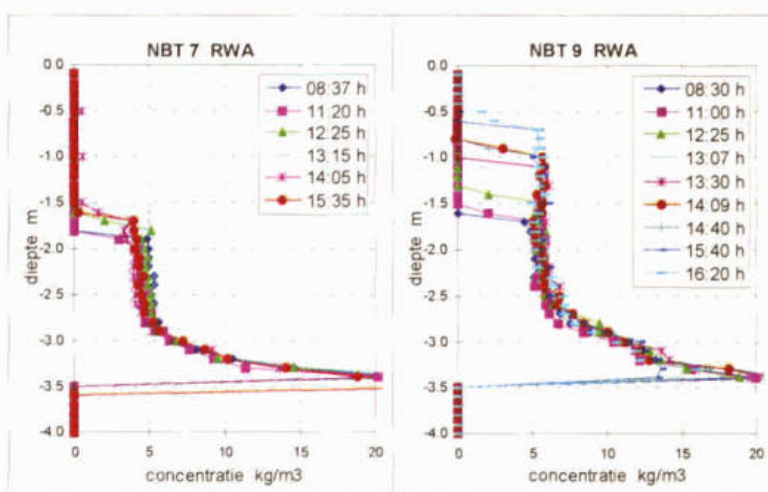 NBT 7 RWA
0.0
-0.5
-1.0
-1.5
-2.0
-2.5
-3.0
-3.5
-4.0
diepte m
08:37 h
11:20 h
12:25 h
13:15 h
14:05 h
15:35 h
0 5 10 15 20
concentratie kg/m3
NBT 9 RWA
0.0
-0.5
-1.0
-1.5
-2.0
-2.5
-3.0
-3.5
-4.0
diepte m
08:30 h
11:00 h
12:25 h
13:07 h
13:30 h
14:09 h
14:40 h
15:40 h
16:20 h
0 5 10 15 20
concentratie kg/m3